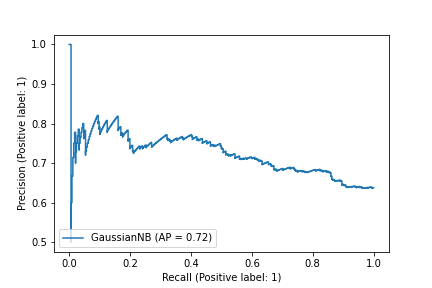 1.0
0.9
0.8
0.7
0.6
0.5
Precision (Positive label: 1)
GaussianNB (AP = 0.72)
0.0 0.2 0.4 0.6 0.8 1.0
Recall (Positive label: 1)